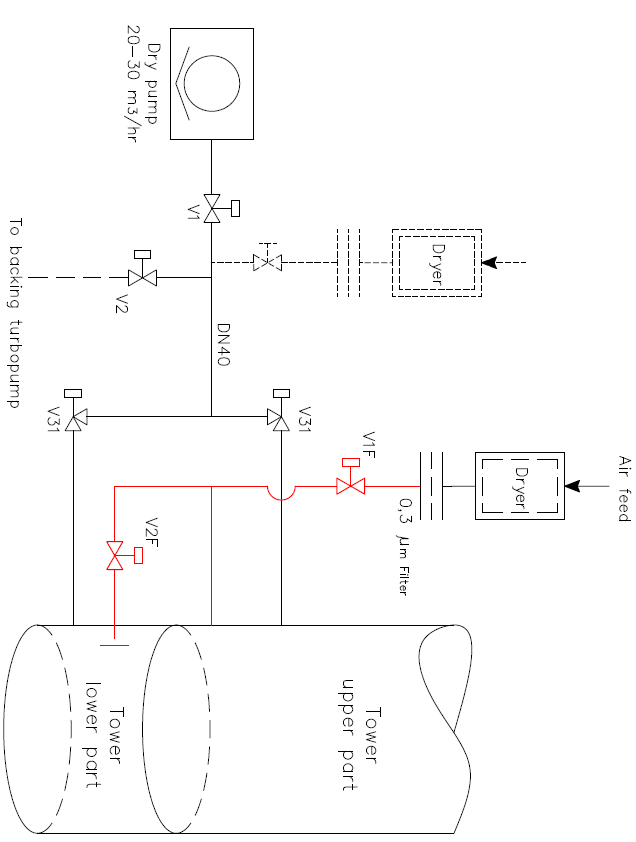 Dry pump
20-30 m3/hr
V1
Dryer
To backing turbopump
V2
DN40
V31
V31
Air feed
Dryer
V1F
0,3 µm Filter
V2F
Tower
upper part
Tower
lower part